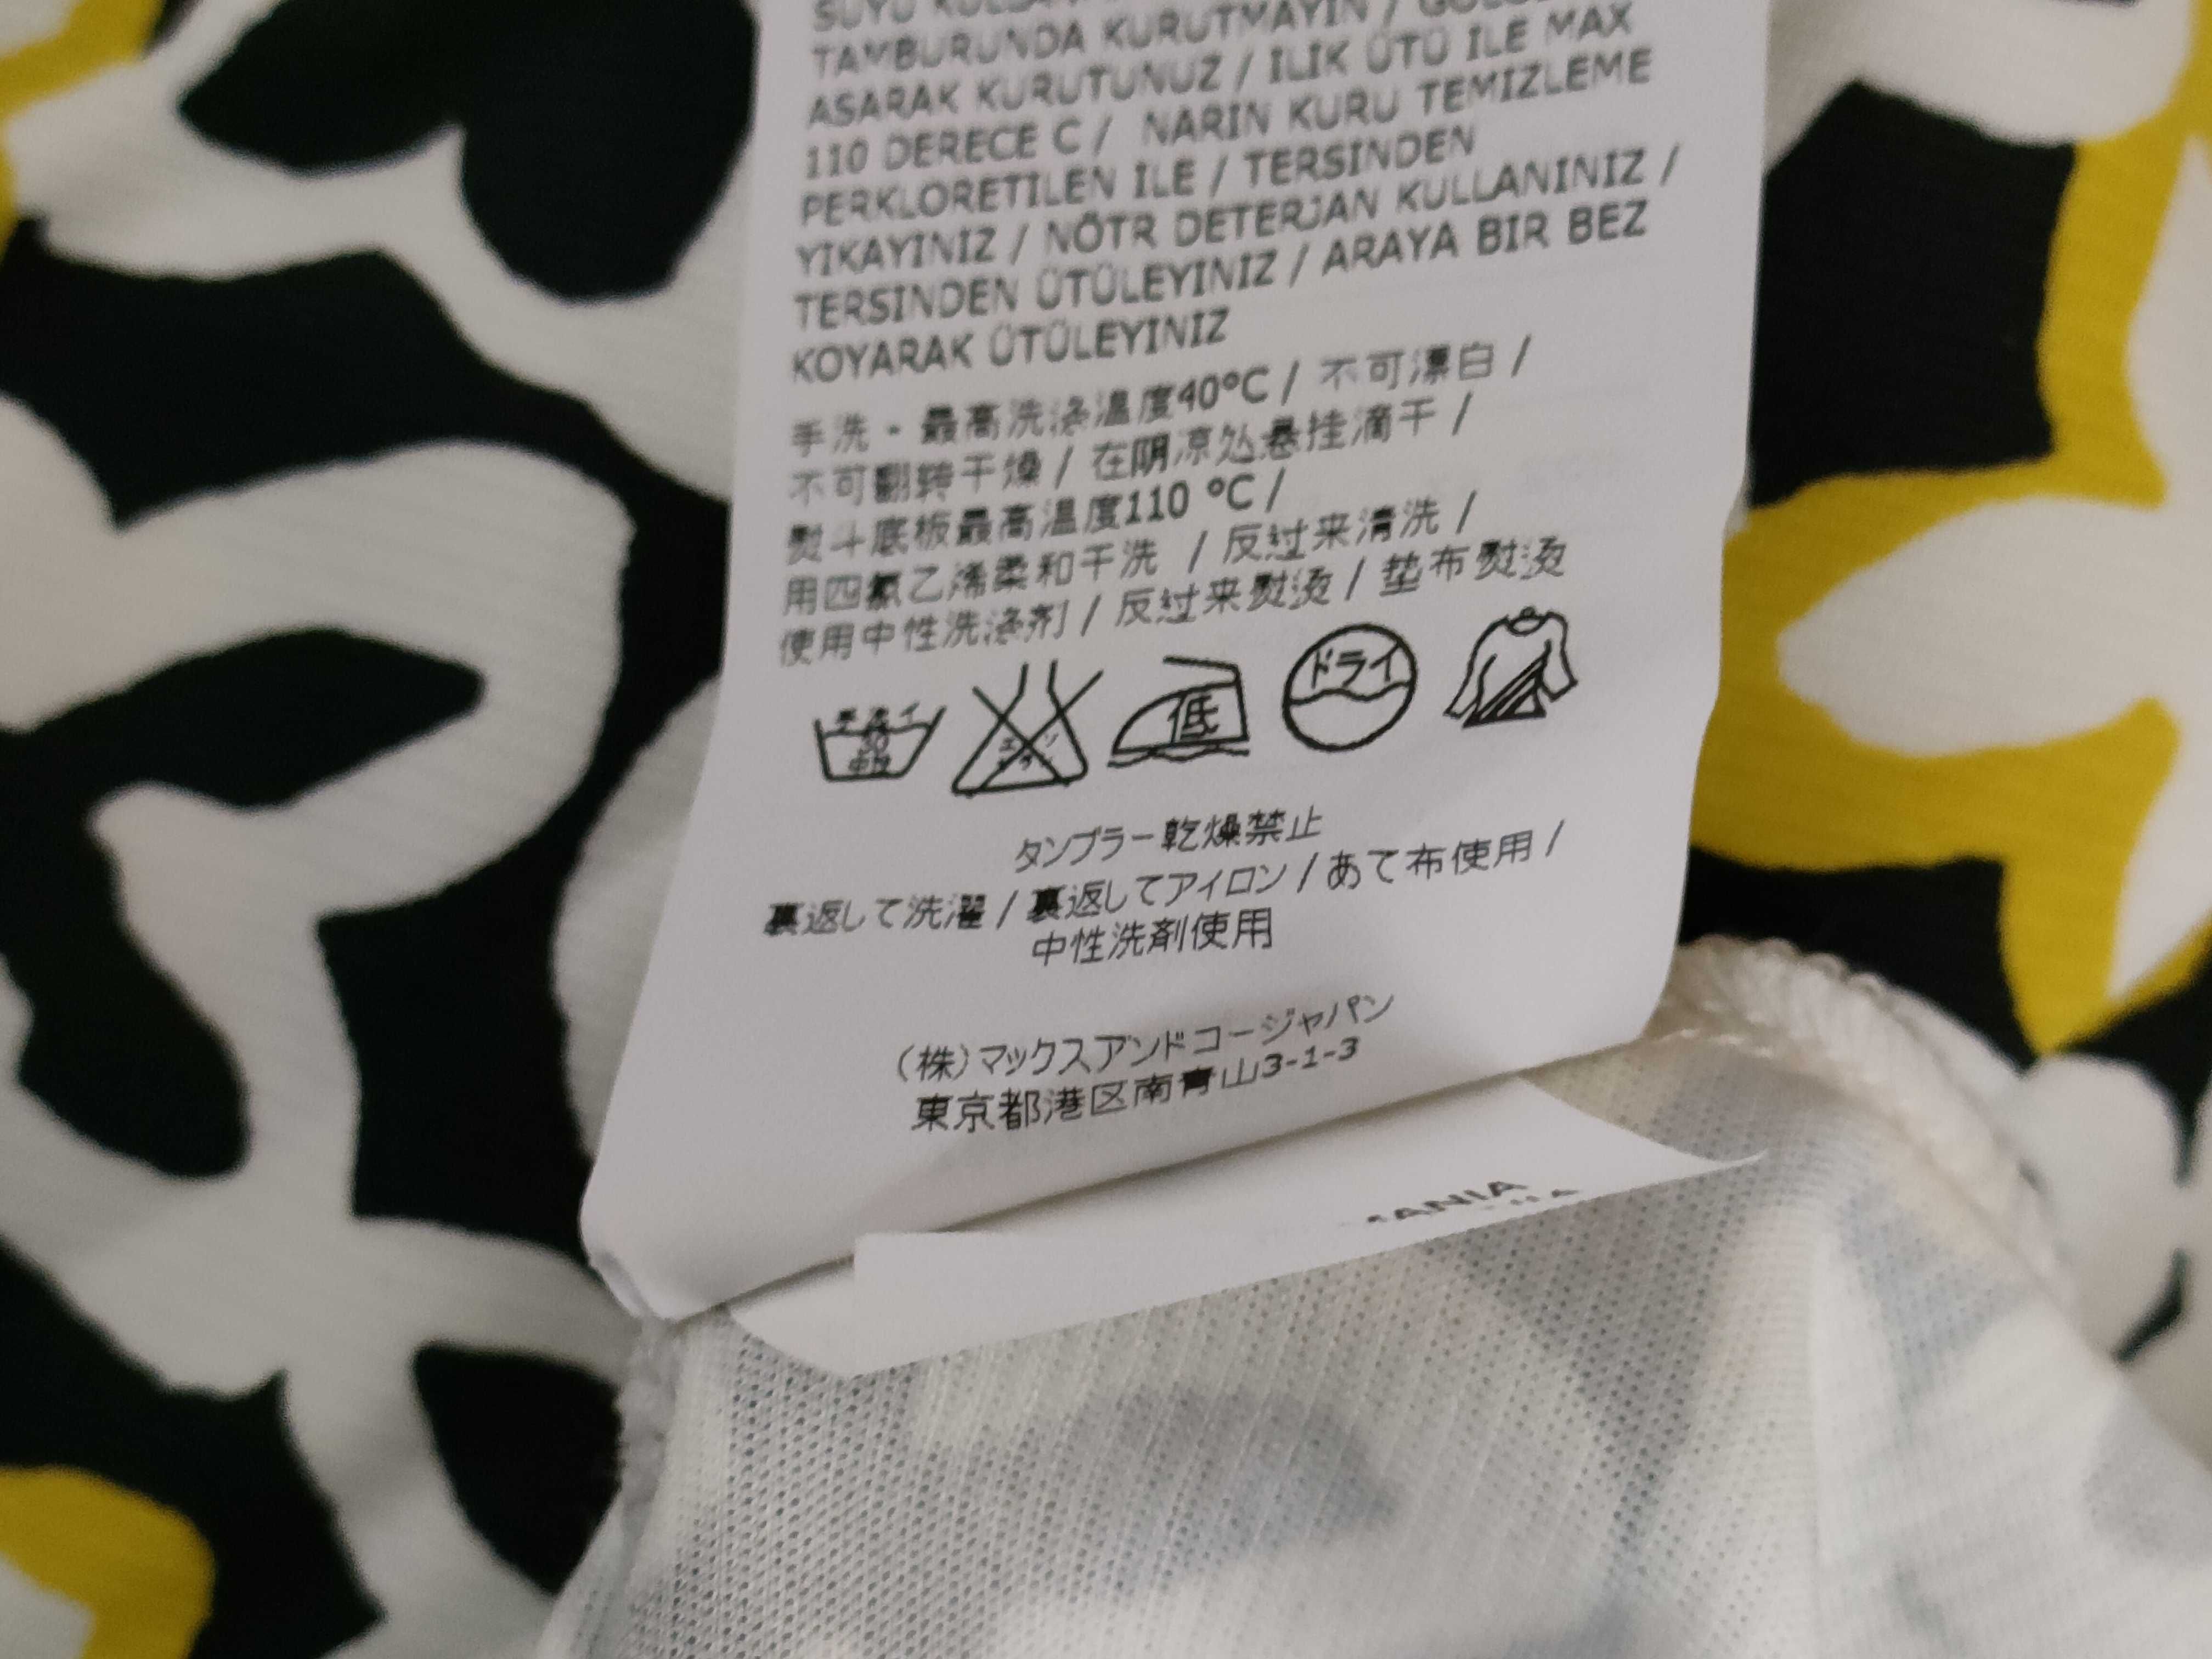 SUYU
TAMBURUNDA KURUTMAYIN /
ASARAK KURUTUNUZ / ILIK ÜTÜ ILE MAX
110 DERECE C / NARIN KURU TEMIZLEME
PERKLORETILEN ILE / TERSINDEN
YIKAYINIZ / NÖTR DETERJAN KULLANINIZ /
TERSINDEN ÜTÜLEYINIZ / ARAYA BIR BEZ
KOYARAK ÜTÜLEYINIZ
手洗・最高洗涤温度40°C / 不可漂白 /
不可翻转干燥 / 在阴凉处悬挂滴干 /
熨斗底板最高温度110 °C /
用四氯乙烯柔和干洗 / 反过来清洗 /
使用中性洗涤剂 / 反过来熨烫 / 垫布熨烫
手洗イ
30
中性
低
ドライ
タンブラー乾燥禁止
裏返して洗濯 / 裏返してアイロン / あて布使用 /
中性洗剤使用
(株)マックスアンドコージャパン
東京都港区南青山3-1-3
MANIA